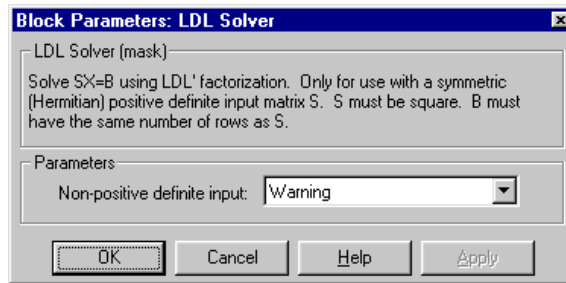 Block Parameters: LDL Solver
LDL Solver (mask)
Solve SX=B using LDL' factorization.  Only for use with a symmetric
(Hermitian) positive definite input matrix S.  S must be square.  B must
have the same number of rows as S.
Parameters
Non-positive definite input: Warning
OK Cancel Help Apply